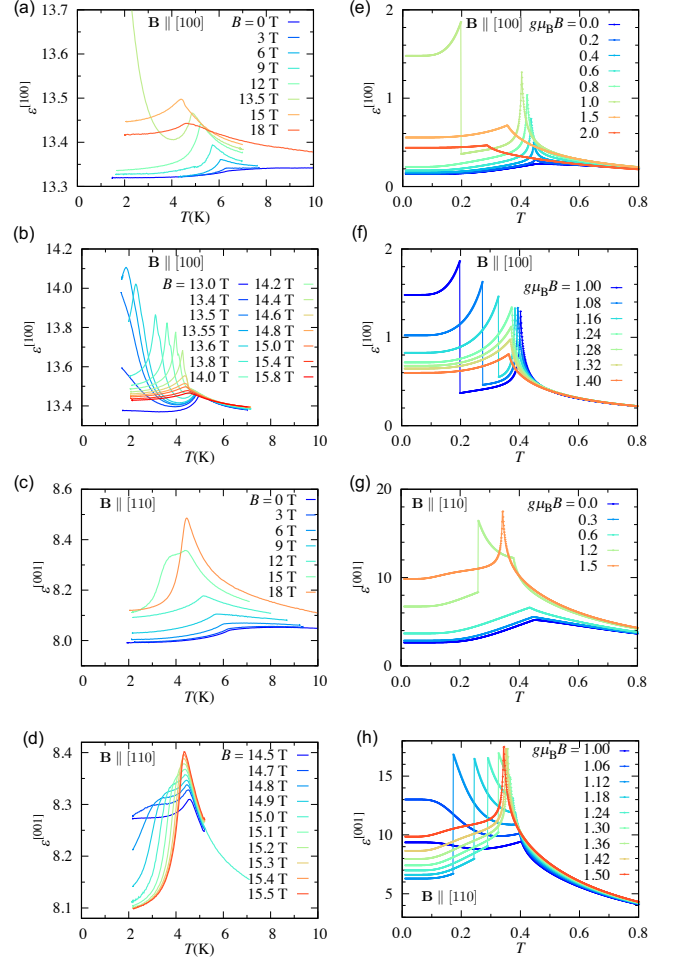 (a)
B ∥ [100]
B = 0 T
3 T
6 T
9 T
12 T
13.5 T
15 T
18 T
13.7
13.6
13.5
13.4
13.3
ε[100]
0 2 4 6 8 10
T(K)
(e)
B ∥ [100]
gμBB = 0.0
0.2
0.4
0.6
0.8
1.0
1.5
2.0
2
1
0
ε[100]
0.0 0.2 0.4 0.6 0.8
T
(b)
B ∥ [100]
B = 13.0 T
13.4 T
13.5 T
13.55 T
13.6 T
13.8 T
14.0 T
14.2 T
14.4 T
14.6 T
14.8 T
15.0 T
15.4 T
15.8 T
14.2
14.0
13.8
13.6
13.4
ε[100]
0 2 4 6 8 10
T(K)
(f)
B ∥ [100]
gμBB = 1.00
1.08
1.16
1.24
1.28
1.32
1.40
2
1
0
ε[100]
0.0 0.2 0.4 0.6 0.8
T
(c)
B ∥ [110]
B = 0 T
3 T
6 T
9 T
12 T
15 T
18 T
8.6
8.4
8.2
8.0
ε[001]
0 2 4 6 8 10
T(K)
(g)
B ∥ [110]
gμBB = 0.0
0.3
0.6
1.2
1.5
20
10
0
ε[001]
0.0 0.2 0.4 0.6 0.8
T
(d)
B ∥ [110]
B = 14.5 T
14.7 T
14.8 T
14.9 T
15.0 T
15.1 T
15.2 T
15.3 T
15.4 T
15.5 T
8.4
8.3
8.2
8.1
ε[001]
0 2 4 6 8 10
T(K)
(h)
gμBB = 1.00
1.06
1.12
1.18
1.24
1.30
1.36
1.42
1.50
B ∥ [110]
15
10
5
ε[001]
0.0 0.2 0.4 0.6 0.8
T